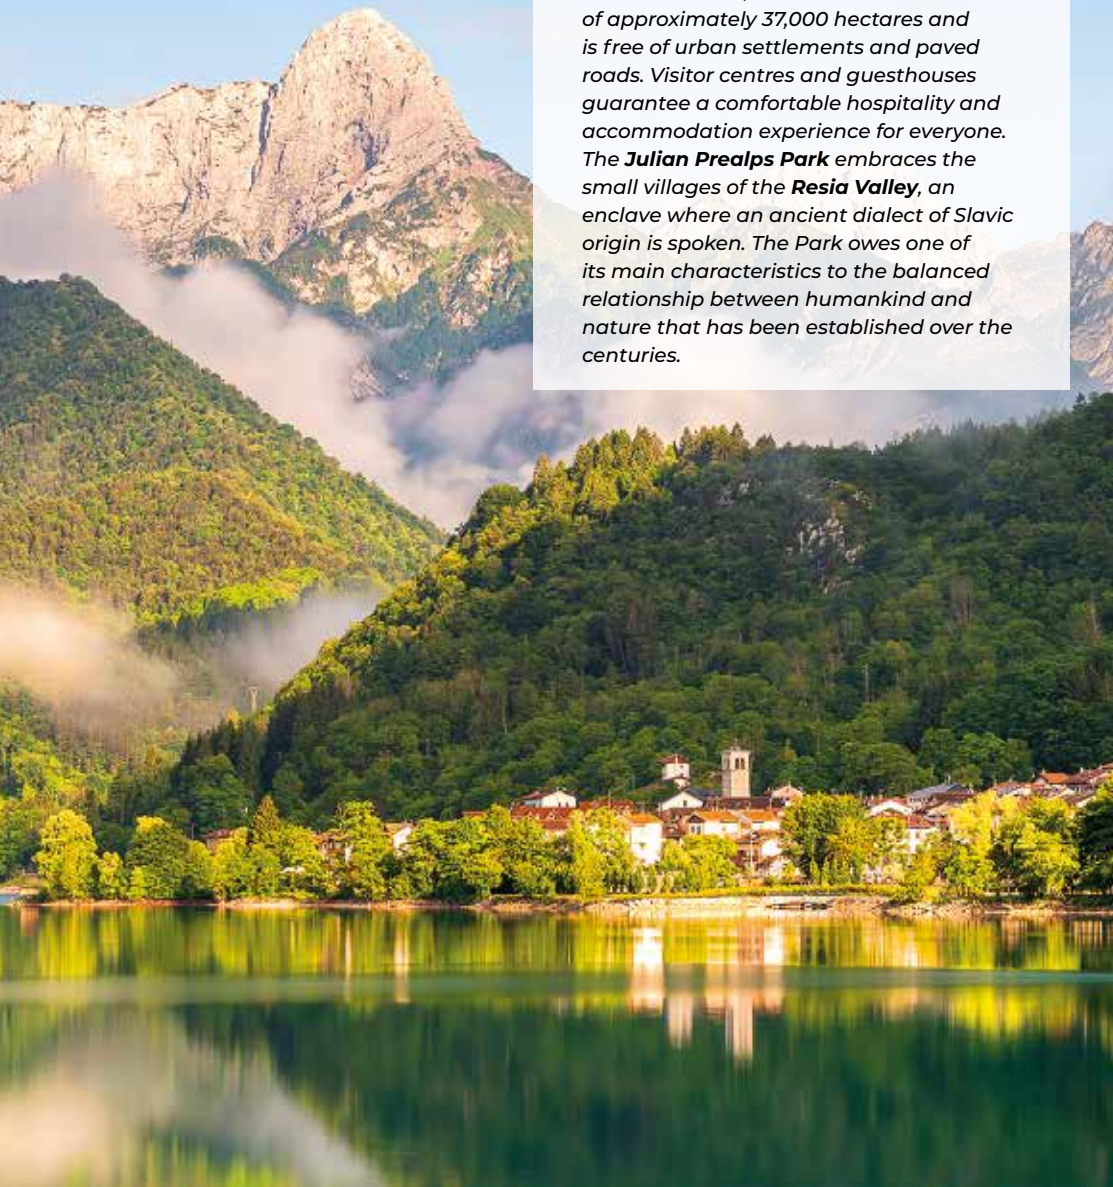 of approximately 37,000 hectares and
is free of urban settlements and paved
roads. Visitor centres and guesthouses
guarantee a comfortable hospitality and
accommodation experience for everyone.
The Julian Prealps Park embraces the
small villages of the Resia Valley, an
enclave where an ancient dialect of Slavic
origin is spoken. The Park owes one of
its main characteristics to the balanced
relationship between humankind and
nature that has been established over the
centuries.